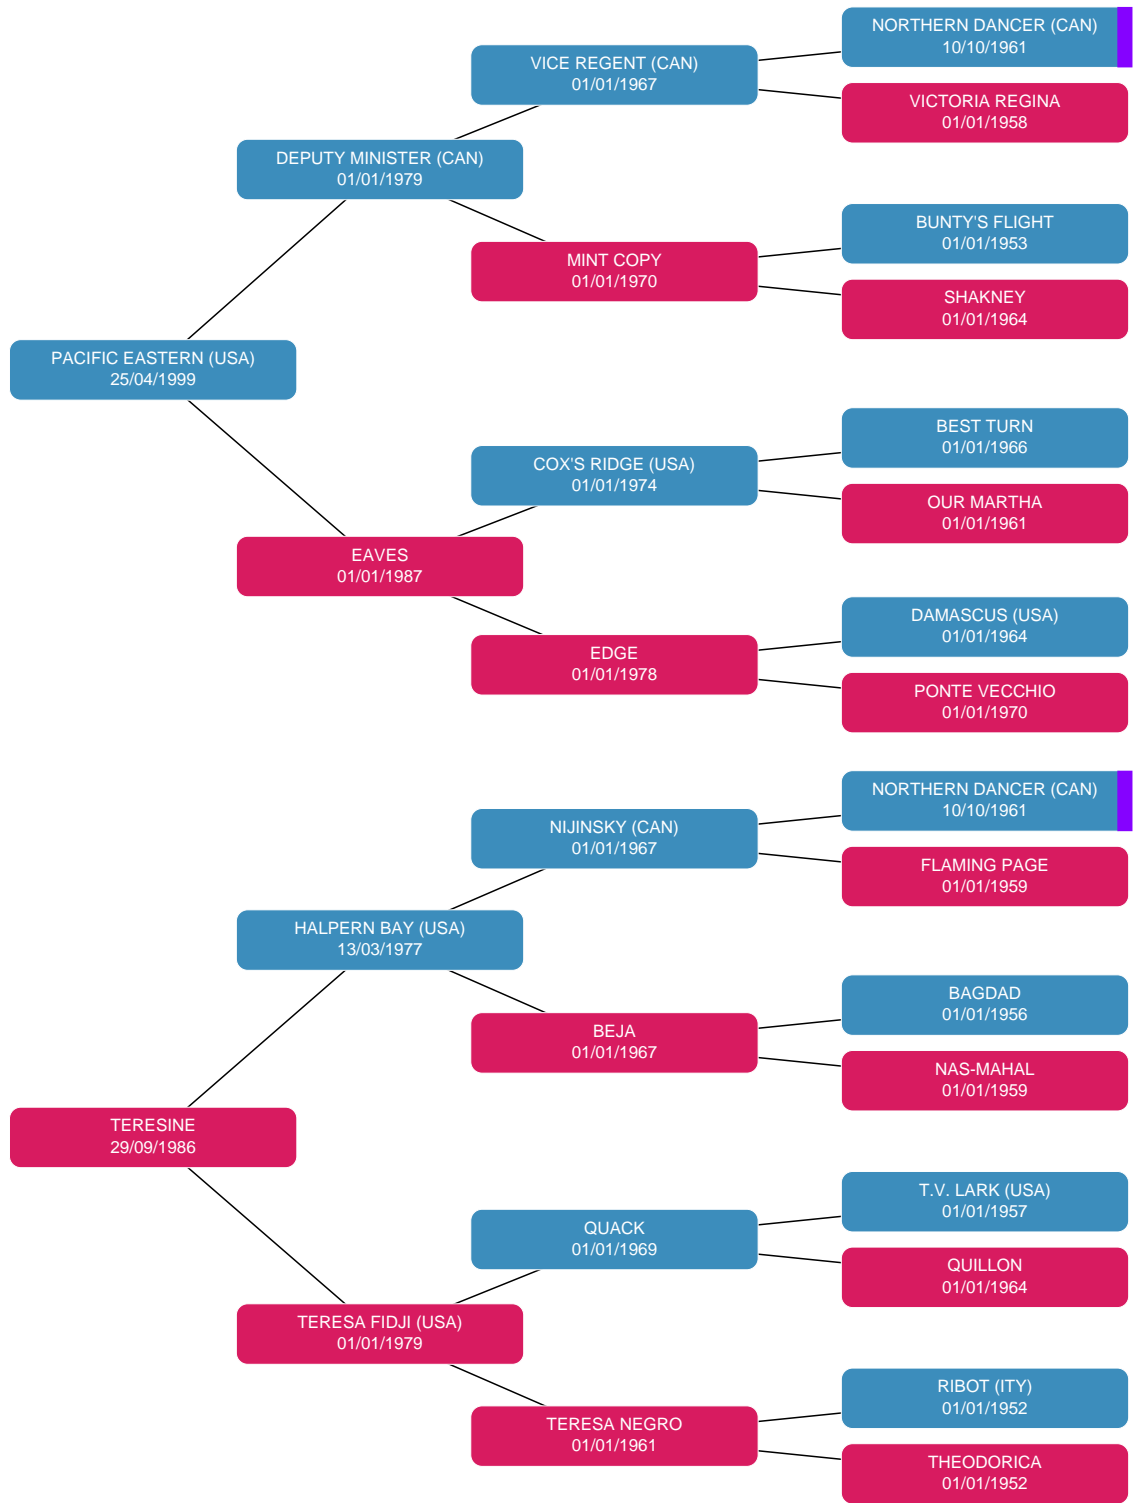 NORTHERN DANCER (CAN)
10/10/1961
VICE REGENT (CAN)
01/01/1967
VICTORIA REGINA
01/01/1958
DEPUTY MINISTER (CAN)
01/01/1979
BUNTY'S FLIGHT
01/01/1953
MINT COPY
01/01/1970
SHAKNEY
01/01/1964
PACIFIC EASTERN (USA)
25/04/1999
BEST TURN
01/01/1966
COX'S RIDGE (USA)
01/01/1974
OUR MARTHA
01/01/1961
EAVES
01/01/1987
DAMASCUS (USA)
01/01/1964
EDGE
01/01/1978
PONTE VECCHIO
01/01/1970
NORTHERN DANCER (CAN)
10/10/1961
NIJINSKY (CAN)
01/01/1967
FLAMING PAGE
01/01/1959
HALPERN BAY (USA)
13/03/1977
BAGDAD
01/01/1956
BEJA
01/01/1967
NAS-MAHAL
01/01/1959
TERESINE
29/09/1986
T.V. LARK (USA)
01/01/1957
QUACK
01/01/1969
QUILLON
01/01/1964
TERESA FIDJI (USA)
01/01/1979
RIBOT (ITY)
01/01/1952
TERESA NEGRO
01/01/1961
THEODORICA
01/01/1952